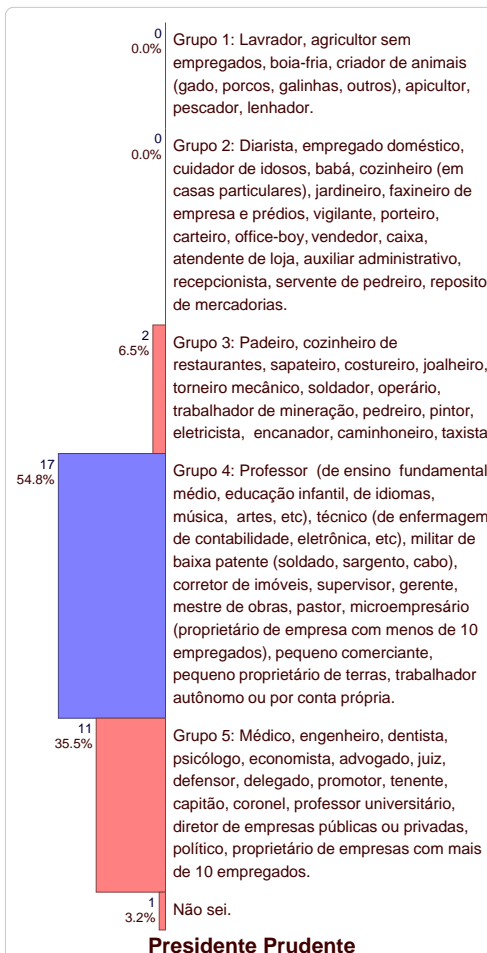 0
0.0%
Grupo 1: Lavrador, agricultor sem
empregados, boia-fria, criador de animais
(gado, porcos, galinhas, outros), apicultor,
pescador, lenhador.
0
0.0%
Grupo 2: Diarista, empregado doméstico,
cuidador de idosos, babá, cozinheiro (em
casas particulares), jardineiro, faxineiro de
empresa e prédios, vigilante, porteiro,
carteiro, office-boy, vendedor, caixa,
atendente de loja, auxiliar administrativo,
recepcionista, servente de pedreiro, reposito
de mercadorias.
2
6.5%
Grupo 3: Padeiro, cozinheiro de
restaurantes, sapateiro, costureiro, joalheiro,
torneiro mecânico, soldador, operário,
trabalhador de mineração, pedreiro, pintor,
eletricista, encanador, caminhoneiro, taxista
17
54.8%
Grupo 4: Professor (de ensino fundamental
médio, educação infantil, de idiomas,
música, artes, etc), técnico (de enfermagem
de contabilidade, eletrônica, etc), militar de
baixa patente (soldado, sargento, cabo),
corretor de imóveis, supervisor, gerente,
mestre de obras, pastor, microempresário
(proprietário de empresa com menos de 10
empregados), pequeno comerciante,
pequeno proprietário de terras, trabalhador
autônomo ou por conta própria.
11
35.5%
Grupo 5: Médico, engenheiro, dentista,
psicólogo, economista, advogado, juiz,
defensor, delegado, promotor, tenente,
capitão, coronel, professor universitário,
diretor de empresas públicas ou privadas,
político, proprietário de empresas com mais
de 10 empregados.
1
3.2%
Não sei.
Presidente Prudente